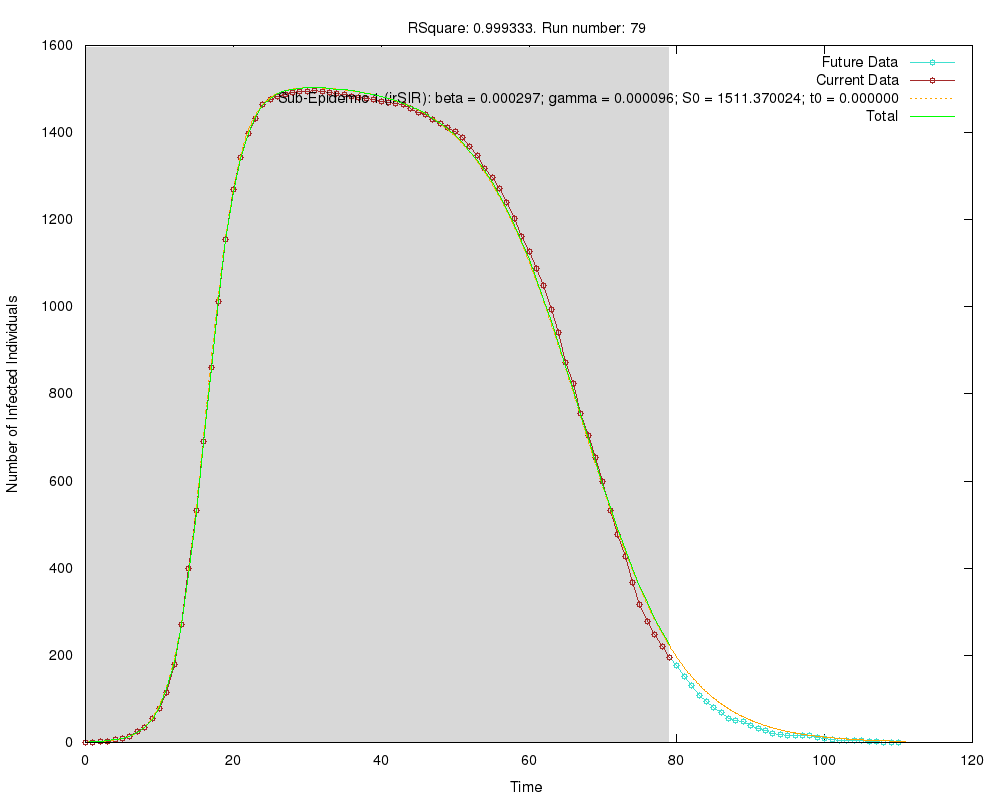 RSquare: 0.999333. Run number: 79
1600
1400
1200
1000
800
600
400
200
0
Number of Infected Individuals
Future Data
Current Data
Sub-Epidemic 1 (irSIR): beta = 0.000297; gamma = 0.000096; S0 = 1511.370024; t0 = 0.000000
Total
0 20 40 60 80 100 120
Time